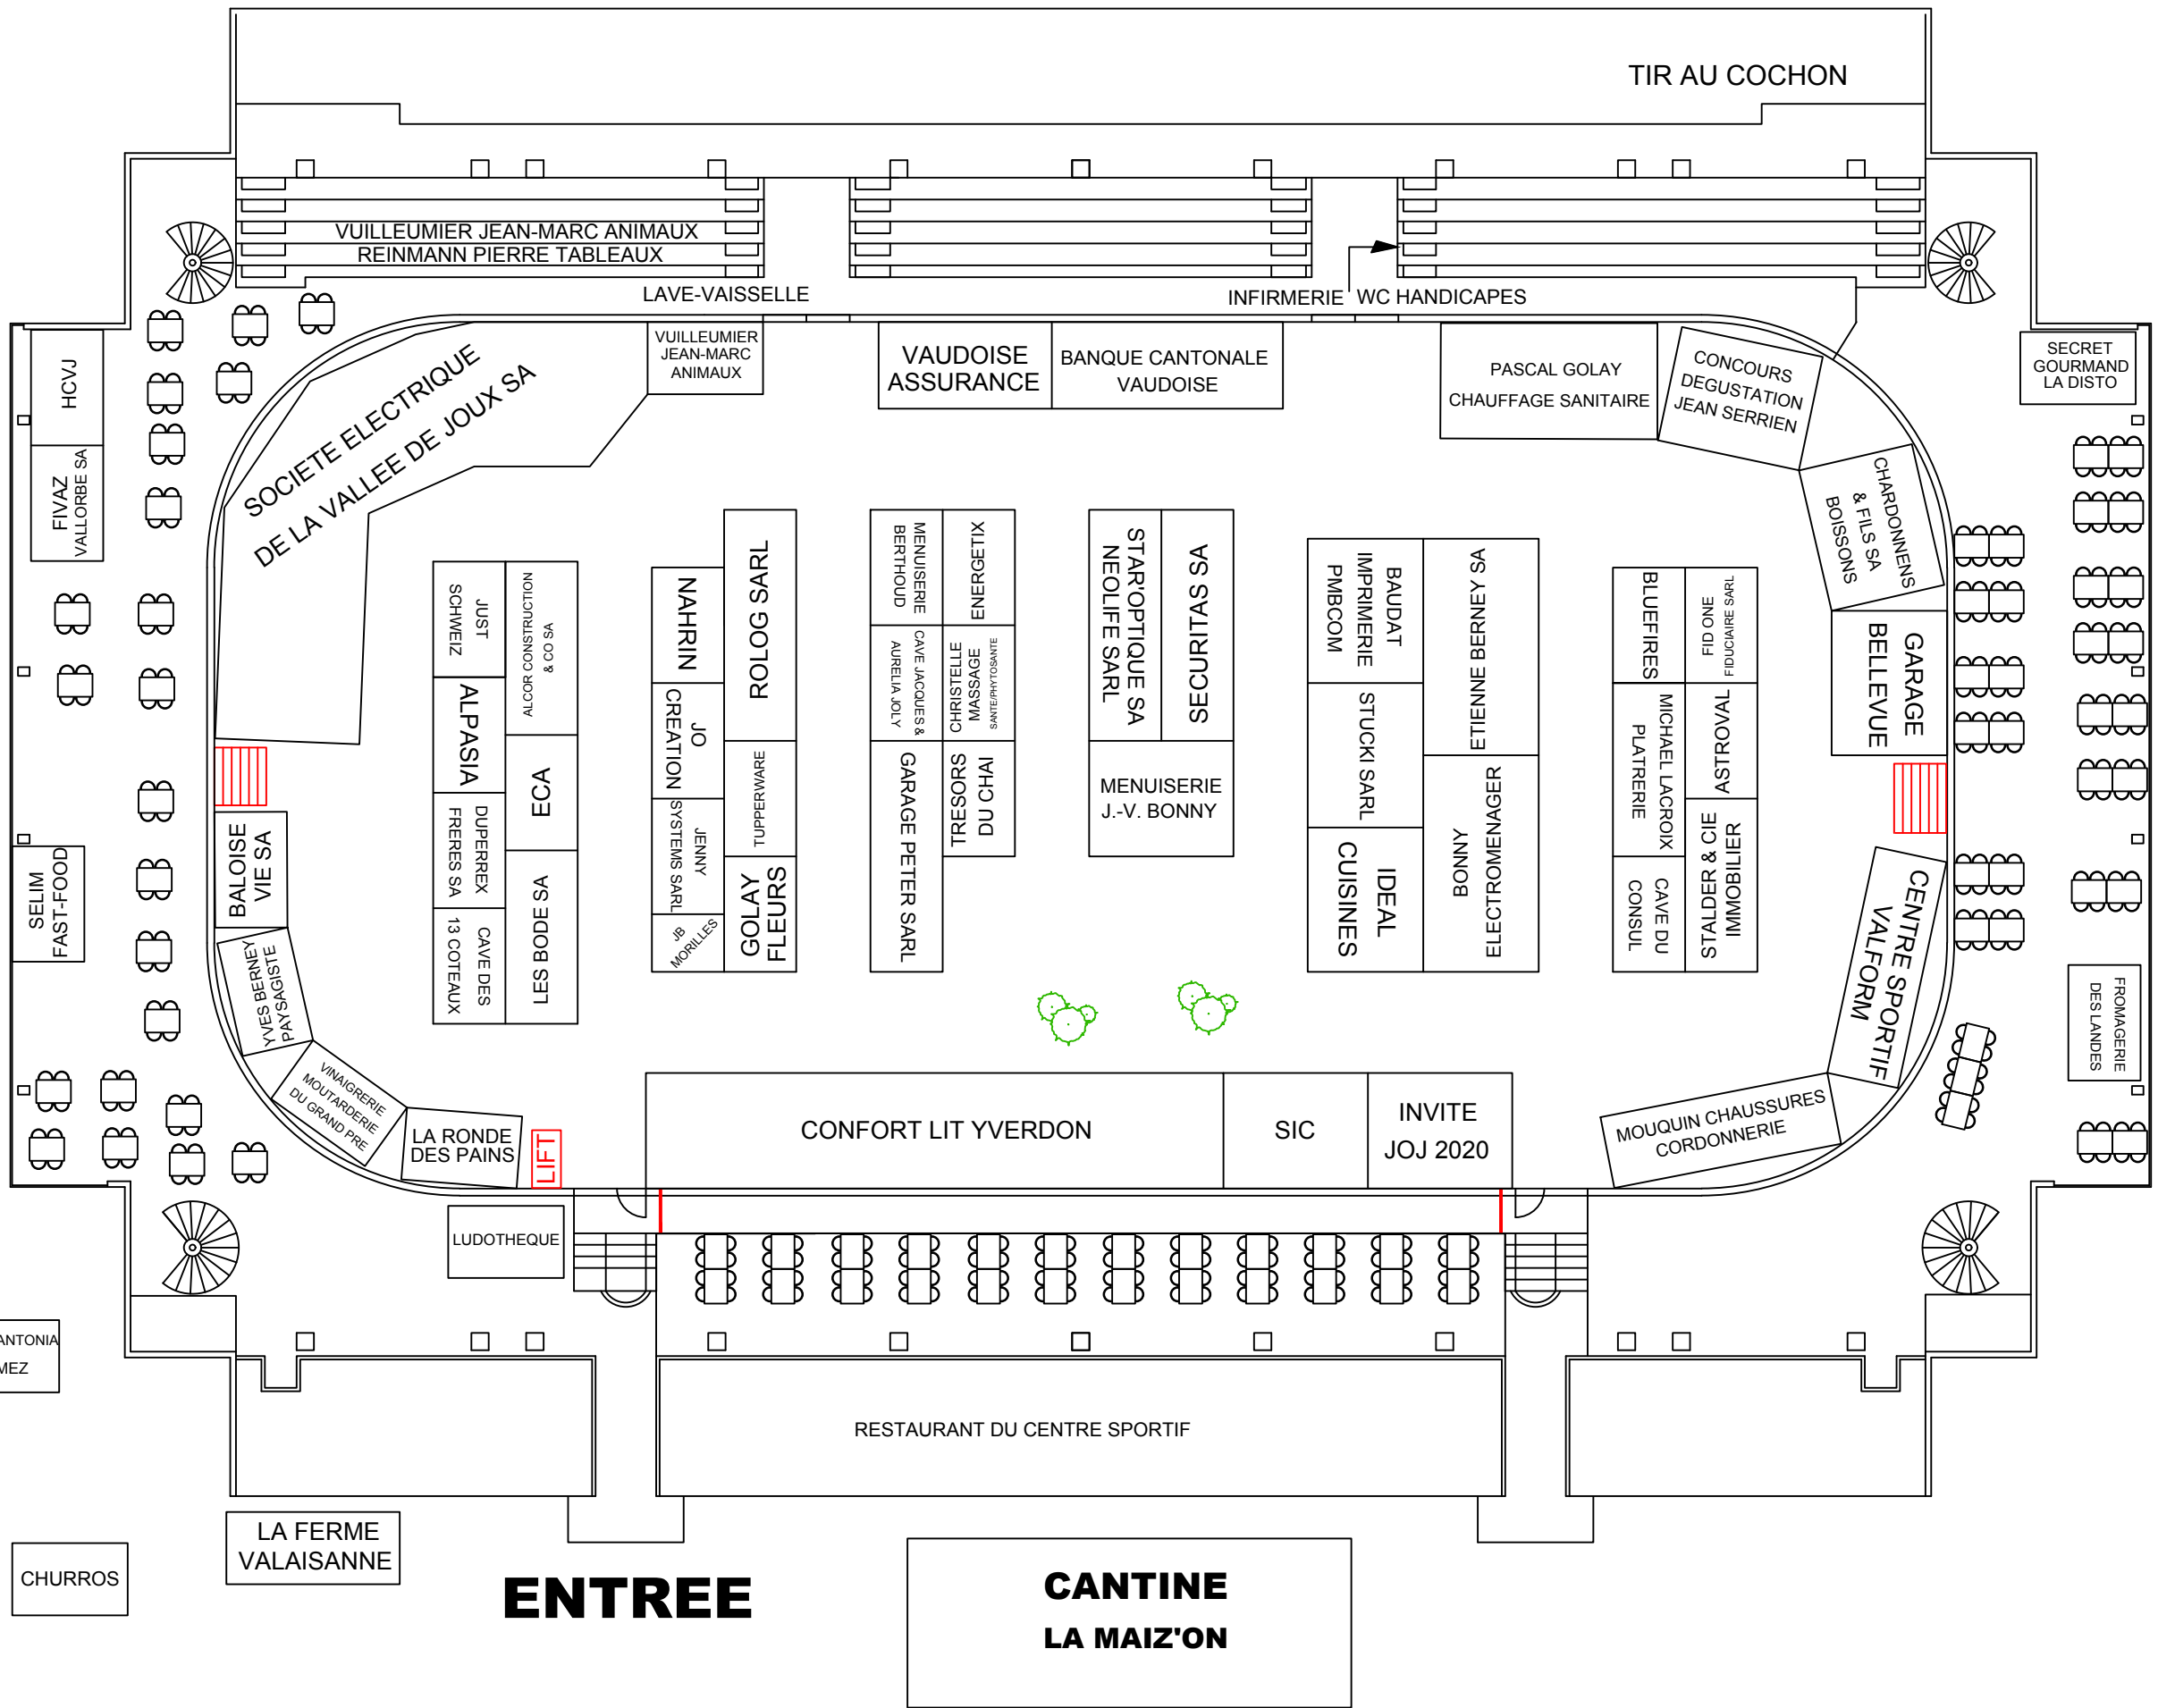 TIR AU COCHON
VUILLEUMIER JEAN-MARC ANIMAUX
REINMANN PIERRE TABLEAUX
LAVE-VAISSELLE
INFIRMERIE
WC HANDICAPES
HCVJ
FIVAZ
VALLORBE SA
SOCIETE ELECTRIQUE
DE LA VALLEE DE JOUX SA
VUILLEUMIER
JEAN-MARC
ANIMAUX
VAUDOISE
ASSURANCE
BANQUE CANTONALE
VAUDOISE
PASCAL GOLAY
CHAUFFAGE SANITAIRE
CONCOURS
DEGUSTATION
JEAN SERRIEN
SECRET
GOURMAND
LA DISTO
CHARDONNENS
& FILS SA
BOISSONS
GARAGE
BELLEVUE
JUST
SCHWEIZ
ALCOR CONSTRUCTION
& CO SA
ALPASIA
ECA
DUPERREX
FRERES SA
CAVE DES
13 COTEAUX
LES BODE SA
NAHRIN
ROLOG SARL
JO
CREATION
TUPPERWARE
JENNY
SYSTEMS SARL
JB
MORILLES
GOLAY
FLEURS
MENUISERIE
BERTHOUD
ENERGETIX
CAVE JACQUES &
AURELIA JOLY
CHRISTELLE
MASSAGE
SANTE/PHYTOSANTE
GARAGE PETER SARL
TRESORS
DU CHAI
STAR'OPTIQUE SA
NEOLIFE SARL
SECURITAS SA
MENUISERIE
J.-V. BONNY
BAUDAT
IMPRIMERIE
PMBCOM
ETIENNE BERNEY SA
STUCKI SARL
IDEAL
CUISINES
BONNY
ELECTROMENAGER
BLUEFIRES
FID ONE
FIDUCIAIRE SARL
MICHAEL LACROIX
PLATRERIE
ASTROVAL
CAVE DU
CONSUL
STALDER & CIE
IMMOBILIER
SELIM
FAST-FOOD
BALOISE
VIE SA
YVES BERNEY
PAYSAGISTE
VINAIGRERIE
MOUTARDERIE
DU GRAND PRE
LA RONDE
DES PAINS
LIFT
CENTRE SPORTIF
VALFORM
FROMAGERIE
DES LANDES
MOUQUIN CHAUSSURES
CORDONNERIE
CONFORT LIT YVERDON
SIC
INVITE
JOJ 2020
LUDOTHEQUE
ANTONIA
MEZ
RESTAURANT DU CENTRE SPORTIF
LA FERME
VALAISANNE
CHURROS
ENTREE
CANTINE
LA MAIZ'ON